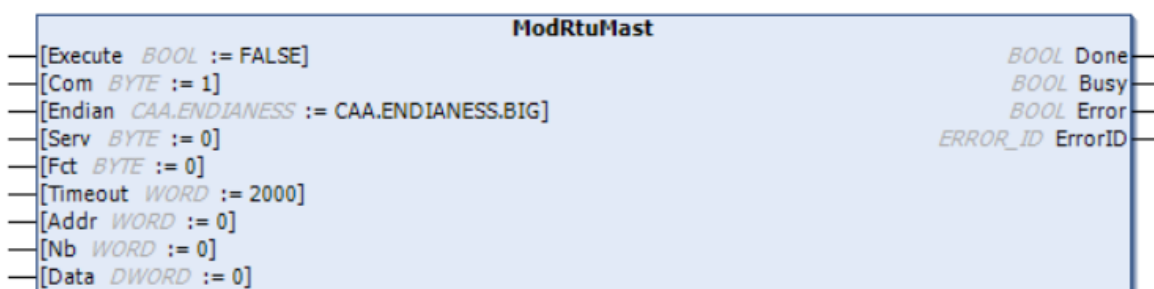 ModRtuMast
[Execute BOOL := FALSE] BOOL Done
[Com BYTE := 1] BOOL Busy
[Endian CAA.ENDIANESS := CAA.ENDIANESS.BIG] BOOL Error
[Serv BYTE := 0] ERROR_ID ErrorID
[Fct BYTE := 0]
[Timeout WORD := 2000]
[Addr WORD := 0]
[Nb WORD := 0]
[Data DWORD := 0]